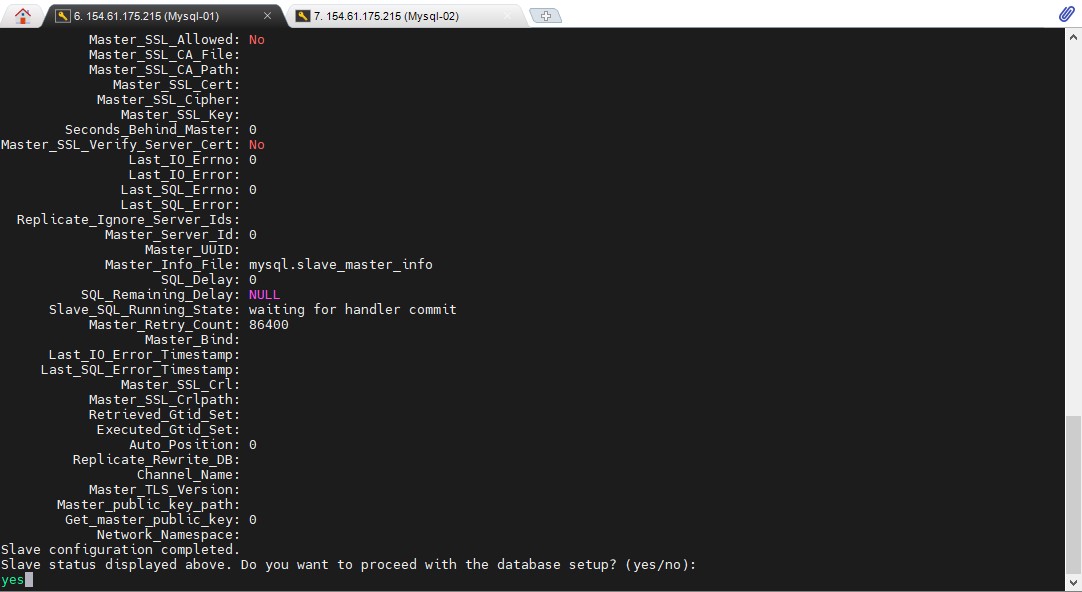 6. 154.61.175.215 (Mysql-01)
7. 154.61.175.215 (Mysql-02)
Master_SSL_Allowed: No
Master_SSL_CA_File:
Master_SSL_CA_Path:
Master_SSL_Cert:
Master_SSL_Cipher:
Master_SSL_Key:
Seconds_Behind_Master: 0
Master_SSL_Verify_Server_Cert: No
Last_IO_Errno: 0
Last_IO_Error:
Last_SQL_Errno: 0
Last_SQL_Error:
Replicate_Ignore_Server_Ids:
Master_Server_Id: 0
Master_UUID:
Master_Info_File: mysql.slave_master_info
SQL_Delay: 0
SQL_Remaining_Delay: NULL
Slave_SQL_Running_State: waiting for handler commit
Master_Retry_Count: 86400
Master_Bind:
Last_IO_Error_Timestamp:
Last_SQL_Error_Timestamp:
Master_SSL_Crl:
Master_SSL_Crlpath:
Retrieved_Gtid_Set:
Executed_Gtid_Set:
Auto_Position: 0
Replicate_Rewrite_DB:
Channel_Name:
Master_TLS_Version:
Master_public_key_path:
Get_master_public_key: 0
Network_Namespace:
Slave configuration completed.
Slave status displayed above. Do you want to proceed with the database setup? (yes/no):
yes